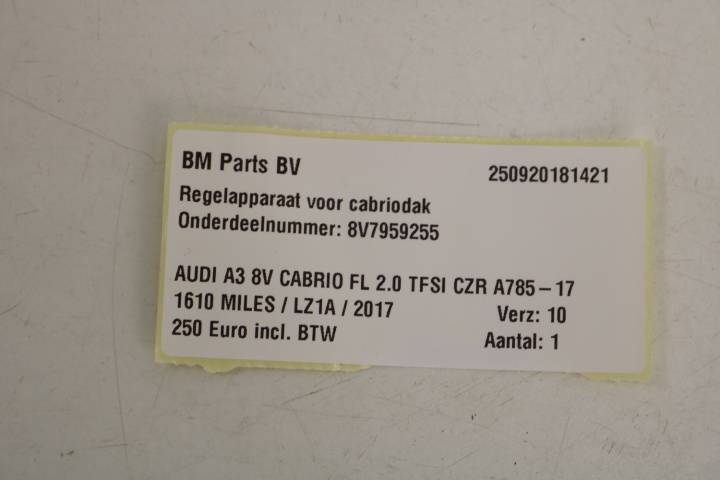 BM Parts BV 250920181421
Regelapparaat voor cabriodak
Onderdeelnummer: 8V7959255
AUDI A3 8V CABRIO FL 2.0 TFSI CZR A785-17
1610 MILES / LZ1A / 2017 Verz: 10
250 Euro incl. BTW Aantal: 1